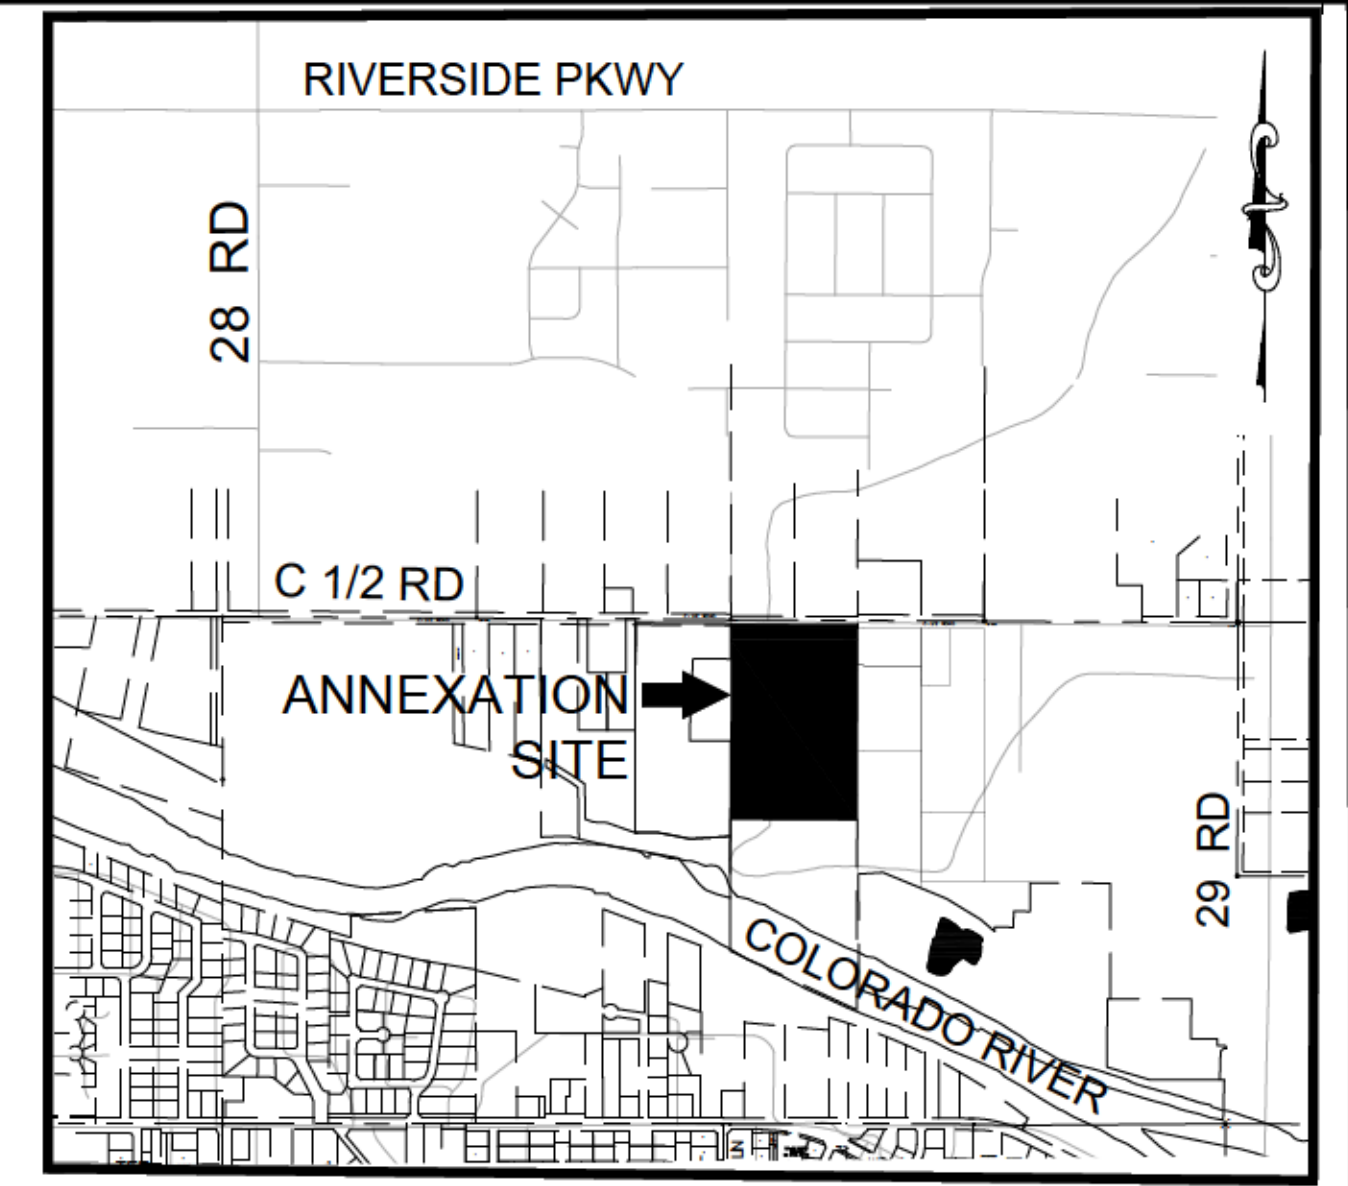 RIVERSIDE PKWY
28 RD
C 1/2 RD
ANNEXATION
SITE
29 RD
COLORADO RIVER